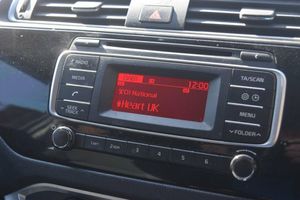 RADIO
MEDIA
SEEK
TRACK
12:00
National
Heart UK
TA/SCAN
MENU
FOLDER
1
2
3
4
5
6